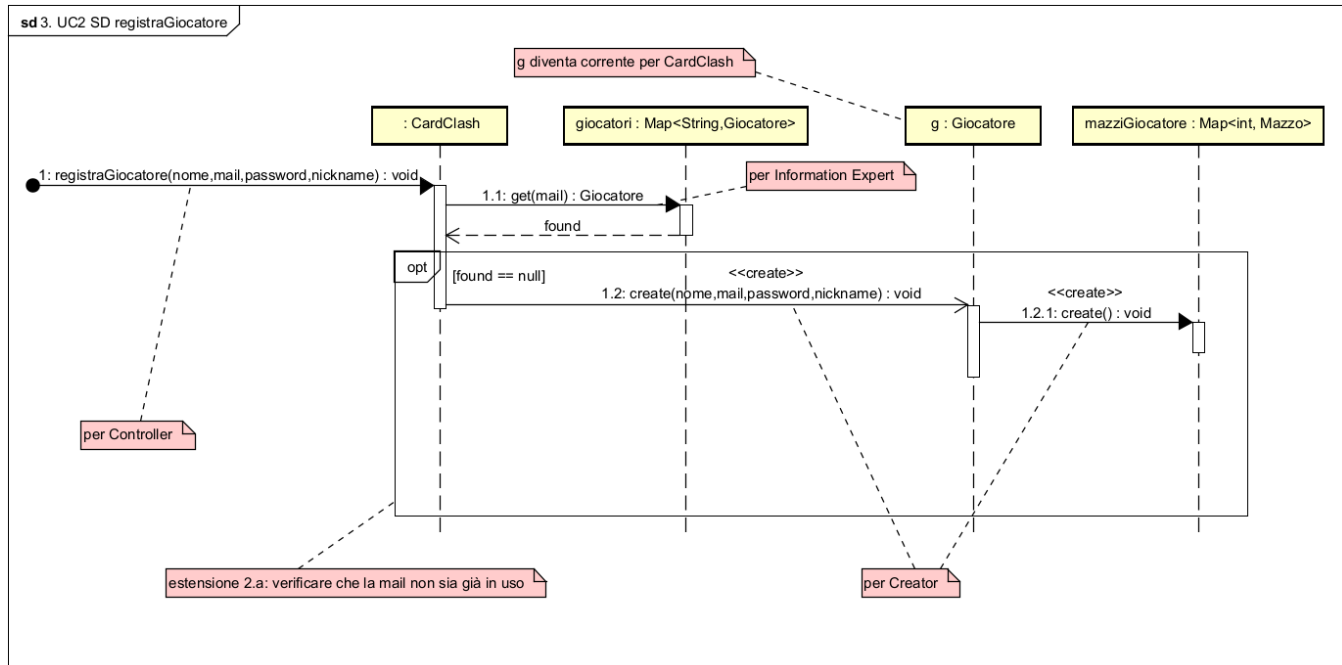 sd 3. UC2 SD registraGiocatore
g diventa corrente per CardClash
: CardClash
giocatori : Map<String,Giocatore>
g : Giocatore
mazziGiocatore : Map<int, Mazzo>
1: registraGiocatore(nome,mail,password,nickname) : void
per Information Expert
1.1: get(mail) : Giocatore
found
opt
[found == null]
<<create>>
1.2: create(nome,mail,password,nickname) : void
<<create>>
1.2.1: create() : void
per Controller
estensione 2.a: verificare che la mail non sia già in uso
per Creator